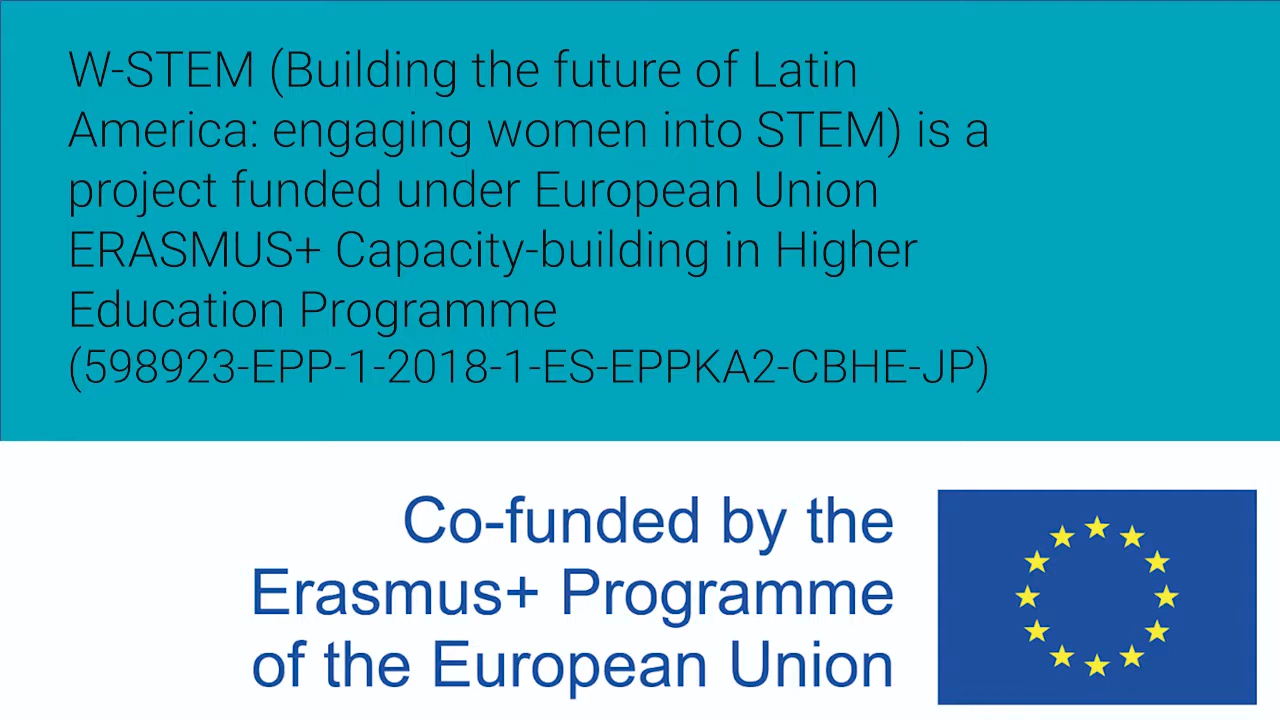 W-STEM (Building the future of Latin
America: engaging women into STEM) is a
project funded under European Union
ERASMUS+ Capacity-building in Higher
Education Programme
(598923-EPP-1-2018-1-ES-EPPKA2-CBHE-JP)
Co-funded by the
Erasmus+ Programme
of the European Union